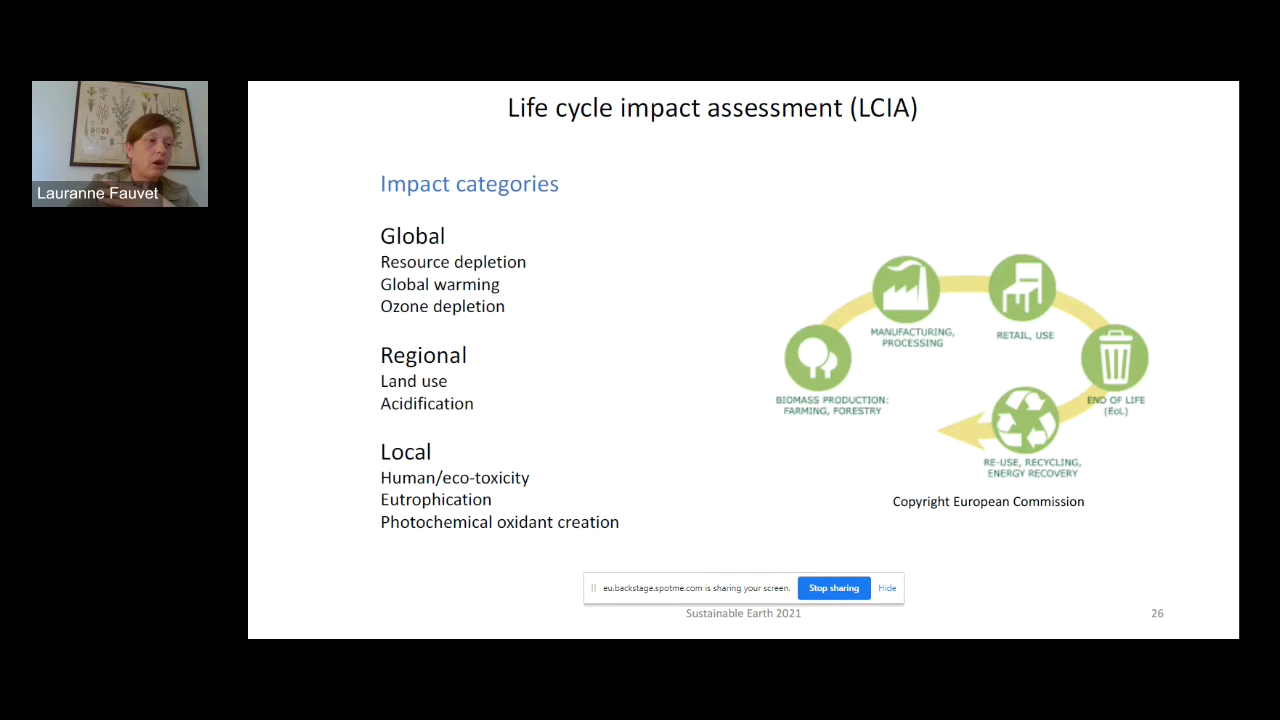 Life cycle impact assessment (LCIA)
Lauranne Fauvet
Impact categories
Global
Resource depletion
Global warming
Ozone depletion
Regional
Land use
Acidification
Local
Human/eco-toxicity
Eutrophication
Photochemical oxidant creation
MANUFACTURING,
PROCESSING
RETAIL, USE
BIOMASS PRODUCTION:
FARMING, FORESTRY
END OF LIFE
(EoL)
RE-USE, RECYCLING,
ENERGY RECOVERY
Copyright European Commission
eu.backstage.spotme.com is sharing your screen.
Stop sharing
Hide
Sustainable Earth 2021
26